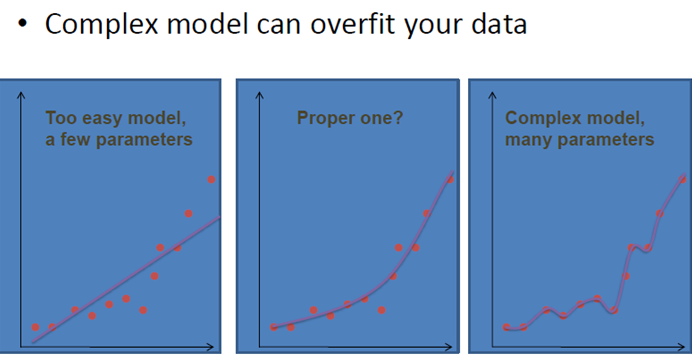 • Complex model can overfit your data
Too easy model,
a few parameters
Proper one?
Complex model,
many parameters